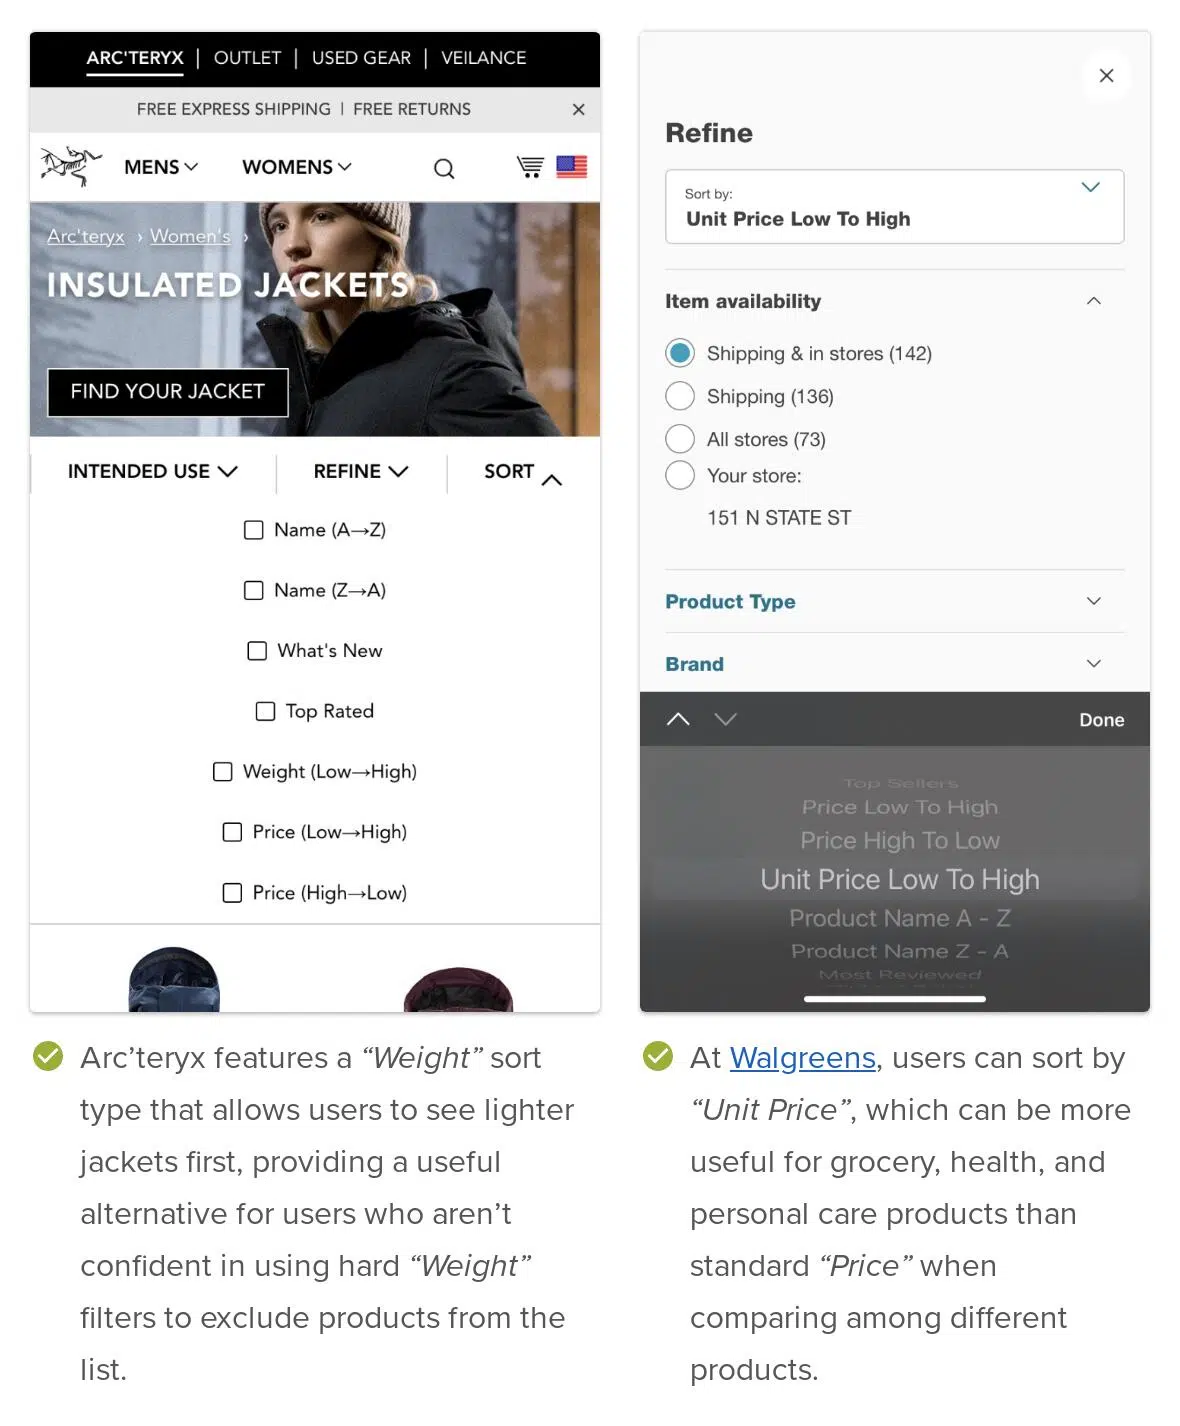 ARC'TERYX | OUTLET | USED GEAR | VEILANCE
FREE EXPRESS SHIPPING | FREE RETURNS
MENS WOMENS
Arc'teryx › Women's ›
INSULATED JACKETS
FIND YOUR JACKET
INTENDED USE REFINE SORT
Name (A→Z)
Name (Z→A)
What's New
Top Rated
Weight (Low→High)
Price (Low→High)
Price (High→Low)
Arc’teryx features a “Weight” sort
type that allows users to see lighter
jackets first, providing a useful
alternative for users who aren’t
confident in using hard “Weight”
filters to exclude products from the
list.
Refine
Sort by:
Unit Price Low To High
Item availability
Shipping & in stores (142)
Shipping (136)
All stores (73)
Your store:
151 N STATE ST
Product Type
Brand
Done
Top Sellers
Price Low To High
Price High To Low
Unit Price Low To High
Product Name A - Z
Product Name Z - A
Most Reviewed
At Walgreens, users can sort by
“Unit Price”, which can be more
useful for grocery, health, and
personal care products than
standard “Price” when
comparing among different
products.